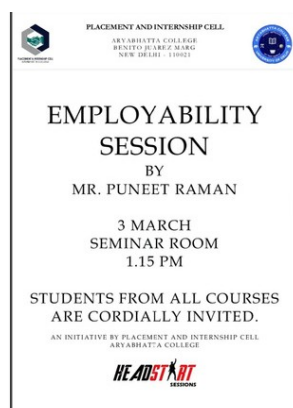 PLACEMENT AND INTERNSHIP CELL
ARYABHATTA COLLEGE
BENITO JUAREZ MARG
NEW DELHI - 110021
EMPLOYABILITY
SESSION
BY
MR. PUNEET RAMAN
3 MARCH
SEMINAR ROOM
1.15 PM
STUDENTS FROM ALL COURSES
ARE CORDIALLY INVITED.
AN INITIATIVE BY PLACEMENT AND INTERNSHIP CELL
ARYABHATTA COLLEGE
HEADSTART
SESSIONS